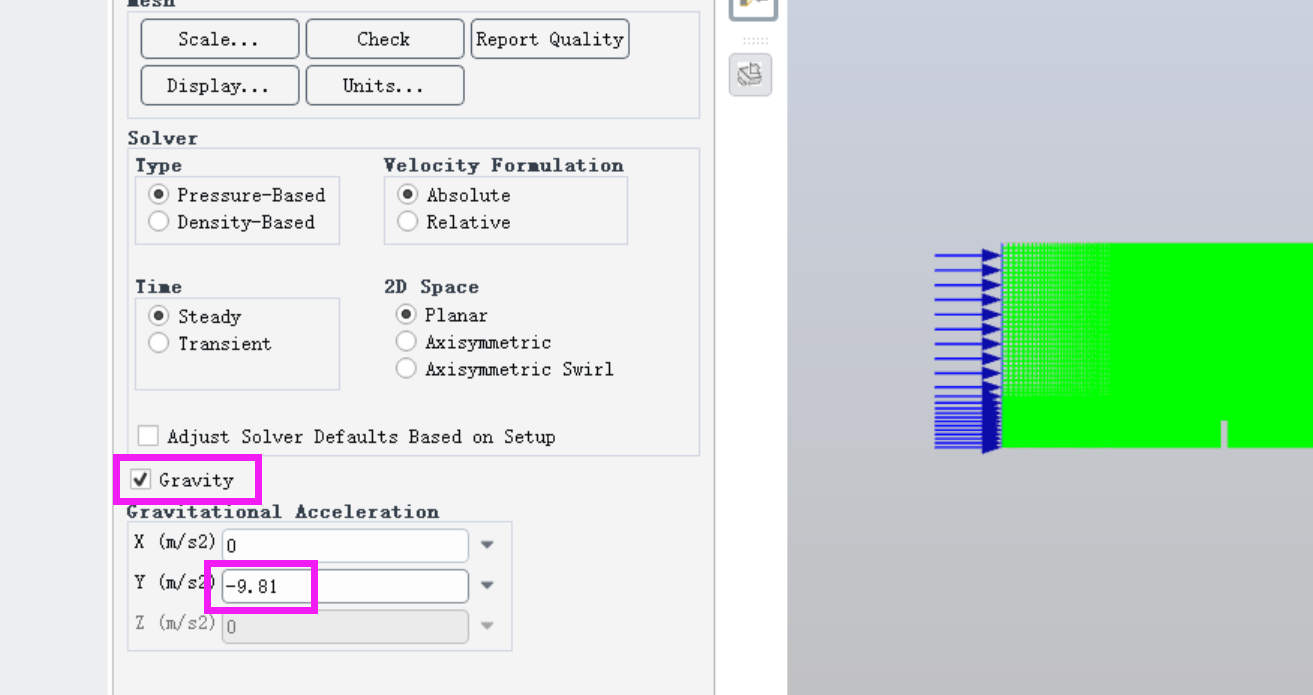 Mesh
Scale... Check Report Quality
Display... Units...
Solver
Type Velocity Formulation
Pressure-Based Absolute
Density-Based Relative
Time 2D Space
Steady Planar
Transient Axisymmetric
Axisymmetric Swirl
Adjust Solver Defaults Based on Setup
Gravity
Gravitational Acceleration
X (m/s2) 0
Y (m/s2) -9.81
Z (m/s2) 0